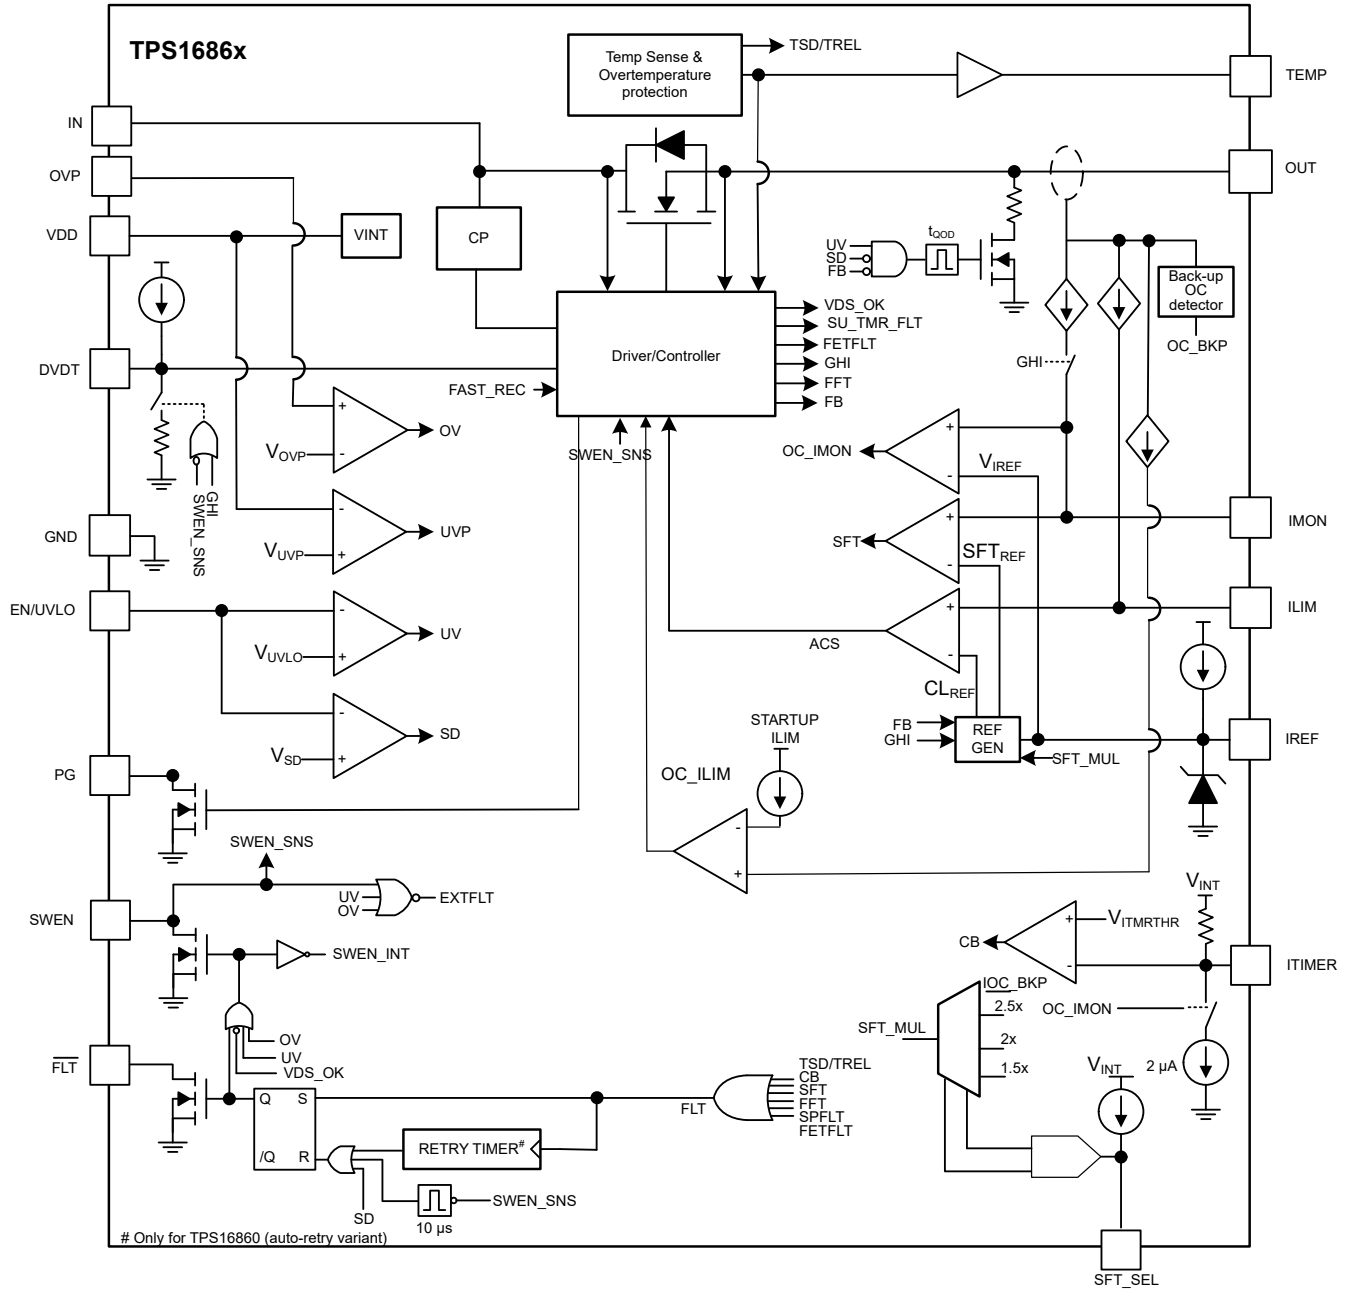 TPS1686x
Temp Sense &
Overtemperature
protection
TSD/TREL
TEMP
IN
OVP
OUT
VDD
VINT
CP
UV
SD
FB
tQOD
Back-up
OC
detector
OC_BKP
DVDT
Driver/Controller
VDS_OK
SU_TMR_FLT
FETFLT
GHI
FFT
FB
GHI
FAST_REC
SWEN_SNS
+
VOVP
-
OV
GHI
SWEN_SNS
OC_IMON
+
-
VIREF
GND
-
VUVP
+
UVP
SFT
+
-
SFTREF
IMON
EN/UVLO
-
VUVLO
+
UV
ACS
+
-
CLREF
ILIM
-
VSD
+
SD
STARTUP
ILIM
FB
GHI
REF
GEN
SFT_MUL
IREF
PG
OC_ILIM
-
+
SWEN_SNS
SWEN
UV
OV
EXTFLT
VINT
CB
+
-
VITMRTHR
SWEN_INT
ITIMER
IOC_BKP
2.5x
2x
1.5x
SFT_MUL
OC_IMON
2 µA
OV
UV
VDS_OK
FLT
TSD/TREL
CB
SFT
FFT
SPFLT
FETFLT
FLT
VINT
Q
S
/Q
R
RETRY TIMER#
SD
10 µs
SWEN_SNS
# Only for TPS16860 (auto-retry variant)
SFT_SEL